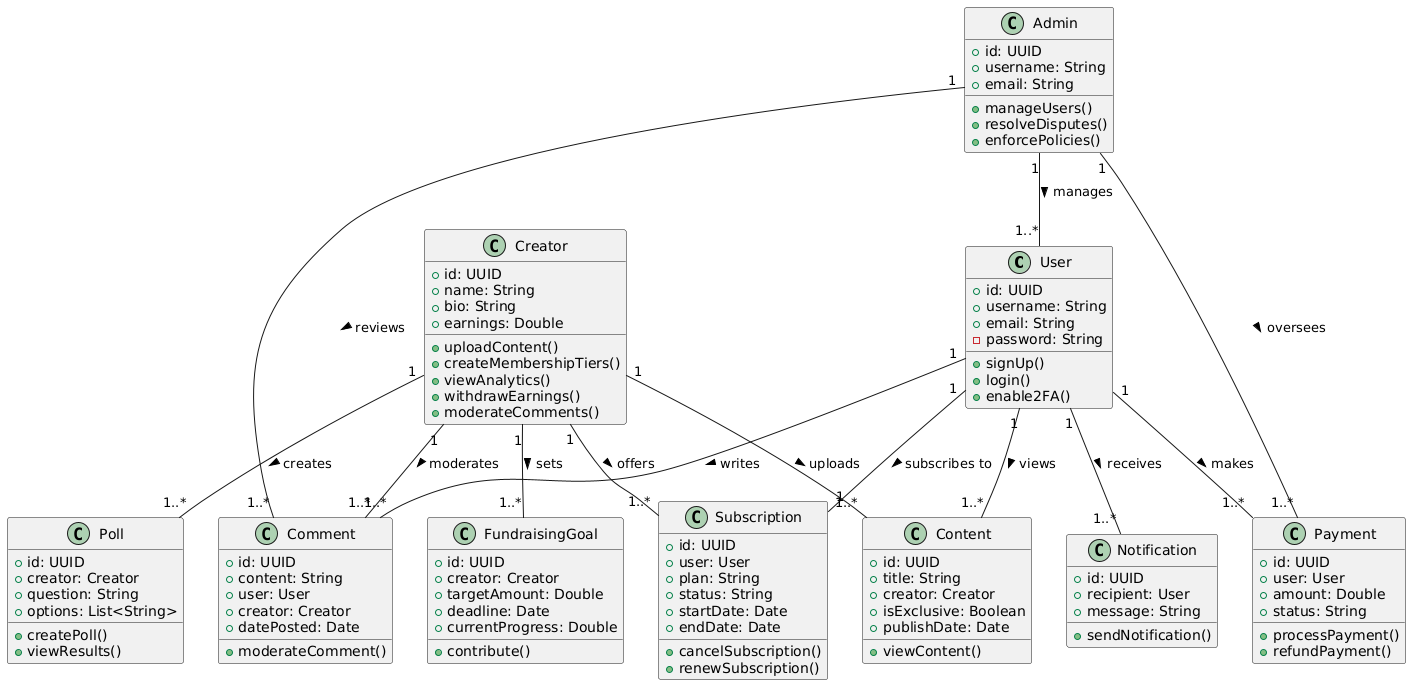 C Admin
id: UUID
username: String
email: String
manageUsers()
resolveDisputes()
enforcePolicies()
1
1
1
manages
1..*
C Creator
id: UUID
name: String
bio: String
earnings: Double
uploadContent()
createMembershipTiers()
viewAnalytics()
withdrawEarnings()
moderateComments()
C User
id: UUID
username: String
email: String
password: String
signUp()
login()
enable2FA()
reviews
oversees
1
1
1
1
1
1
1
1
1
1
1
creates
moderates
sets
offers
uploads
writes
subscribes to
views
receives
makes
1..*
1..*
1..*
1..*
1..*
1..*
1
1..*
1..*
1..*
1..*
1..*
C Poll
id: UUID
creator: Creator
question: String
options: List<String>
createPoll()
viewResults()
C Comment
id: UUID
content: String
user: User
creator: Creator
datePosted: Date
moderateComment()
C FundraisingGoal
id: UUID
creator: Creator
targetAmount: Double
deadline: Date
currentProgress: Double
contribute()
C Subscription
id: UUID
user: User
plan: String
status: String
startDate: Date
endDate: Date
cancelSubscription()
renewSubscription()
C Content
id: UUID
title: String
creator: Creator
isExclusive: Boolean
publishDate: Date
viewContent()
C Notification
id: UUID
recipient: User
message: String
sendNotification()
C Payment
id: UUID
user: User
amount: Double
status: String
processPayment()
refundPayment()